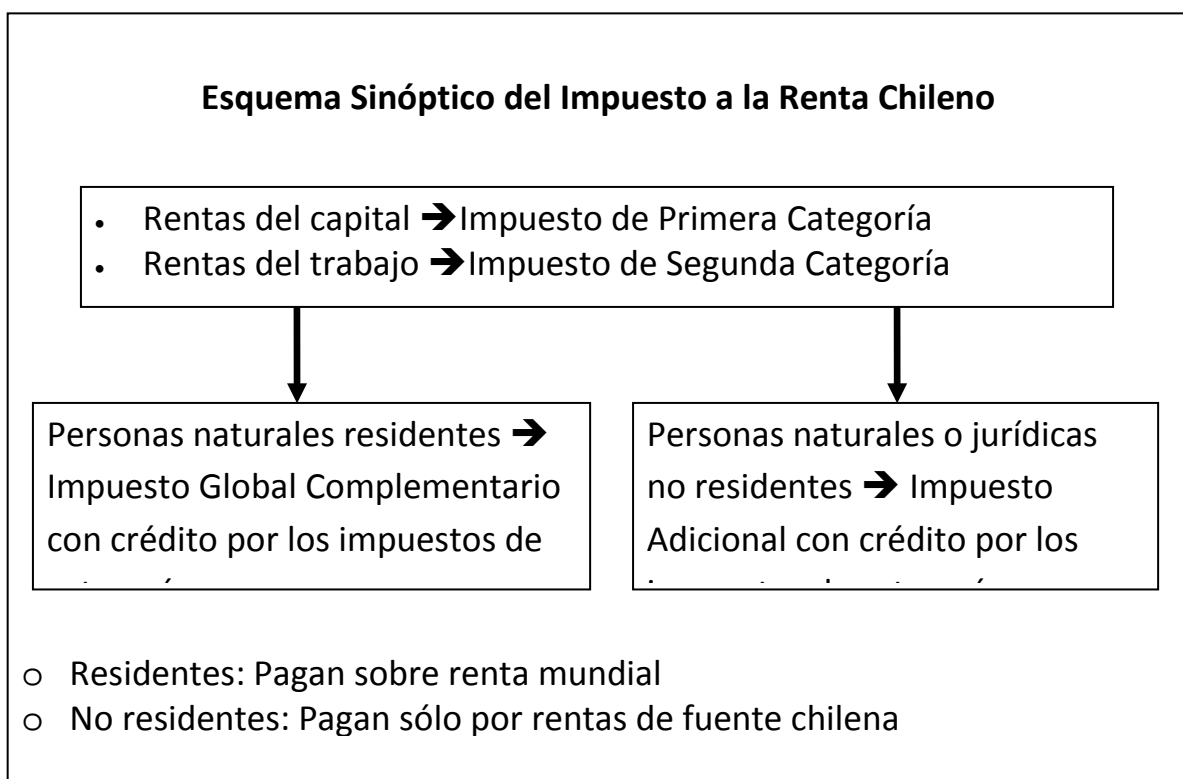 Esquema Sinóptico del Impuesto a la Renta Chileno
• Rentas del capital ➔Impuesto de Primera Categoría
• Rentas del trabajo ➔Impuesto de Segunda Categoría
Personas naturales residentes ➔
Impuesto Global Complementario
con crédito por los impuestos de
Personas naturales o jurídicas
no residentes ➔ Impuesto
Adicional con crédito por los
o Residentes: Pagan sobre renta mundial
o No residentes: Pagan sólo por rentas de fuente chilena